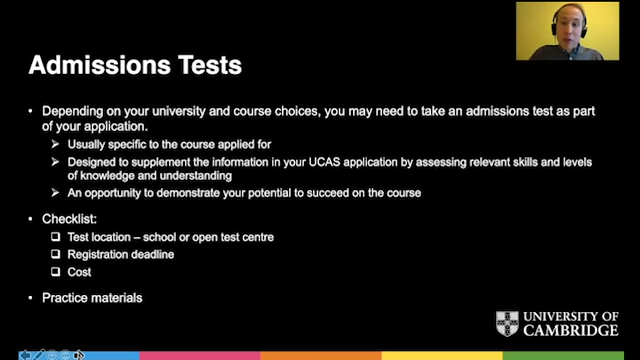 Admissions Tests
• Depending on your university and course choices, you may need to take an admissions test as part
of your application.
➤ Usually specific to the course applied for
➤ Designed to supplement the information in your UCAS application by assessing relevant skills and levels
of knowledge and understanding
➤ An opportunity to demonstrate your potential to succeed on the course
• Checklist:
❑ Test location – school or open test centre
❑ Registration deadline
❑ Cost
• Practice materials
UNIVERSITY OF
CAMBRIDGE